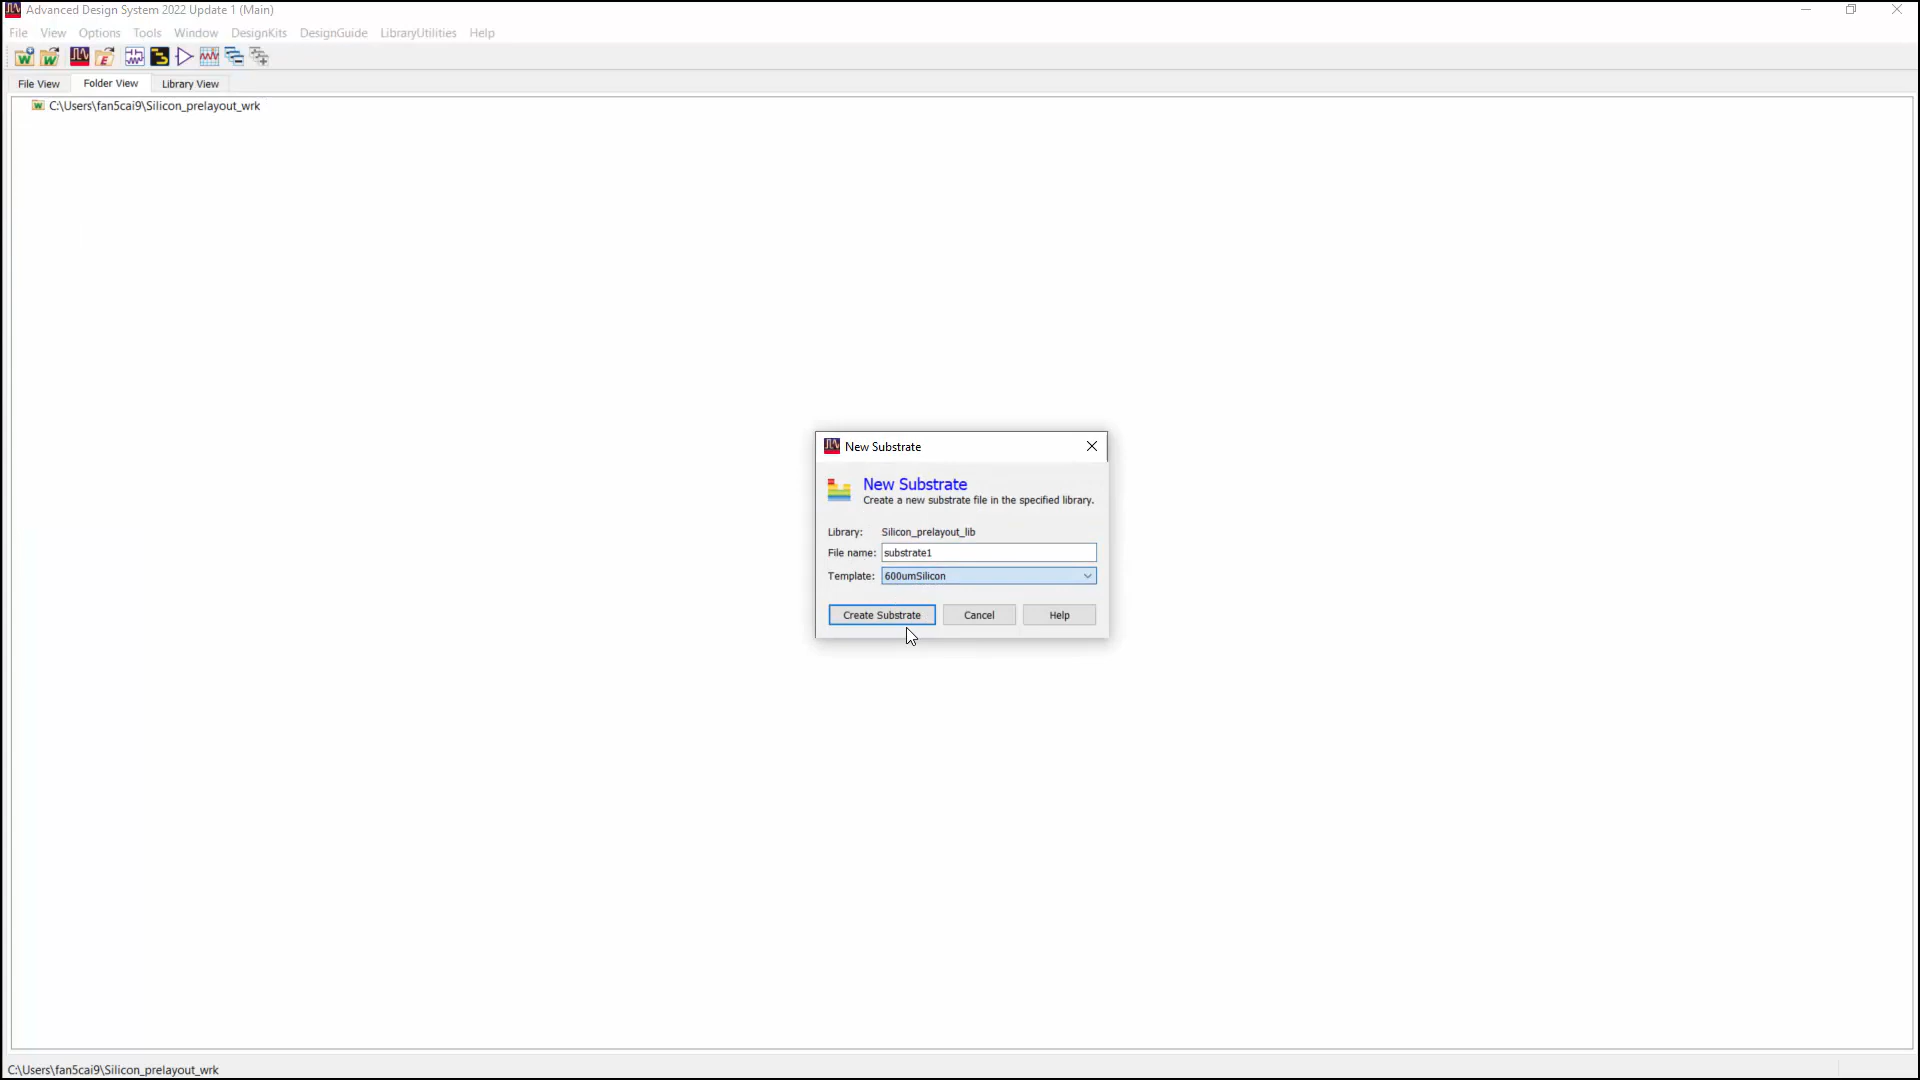 Advanced Design System 2022 Update 1 (Main)
File View Options Tools Window DesignKits DesignGuide LibraryUtilities Help
File View Folder View Library View
C:\Users\fan5cai9\Silicon_prelayout_wrk
New Substrate
New Substrate
Create a new substrate file in the specified library.
Library: Silicon_prelayout_lib
File name: substrate1
Template: 600umSilicon
Create Substrate Cancel Help
C:\Users\fan5cai9\Silicon_prelayout_wrk